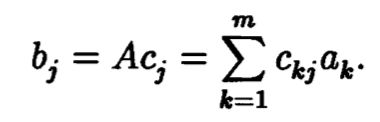 b_j = Ac_j = \sum_{k=1}^{m} c_{kj} a_k.